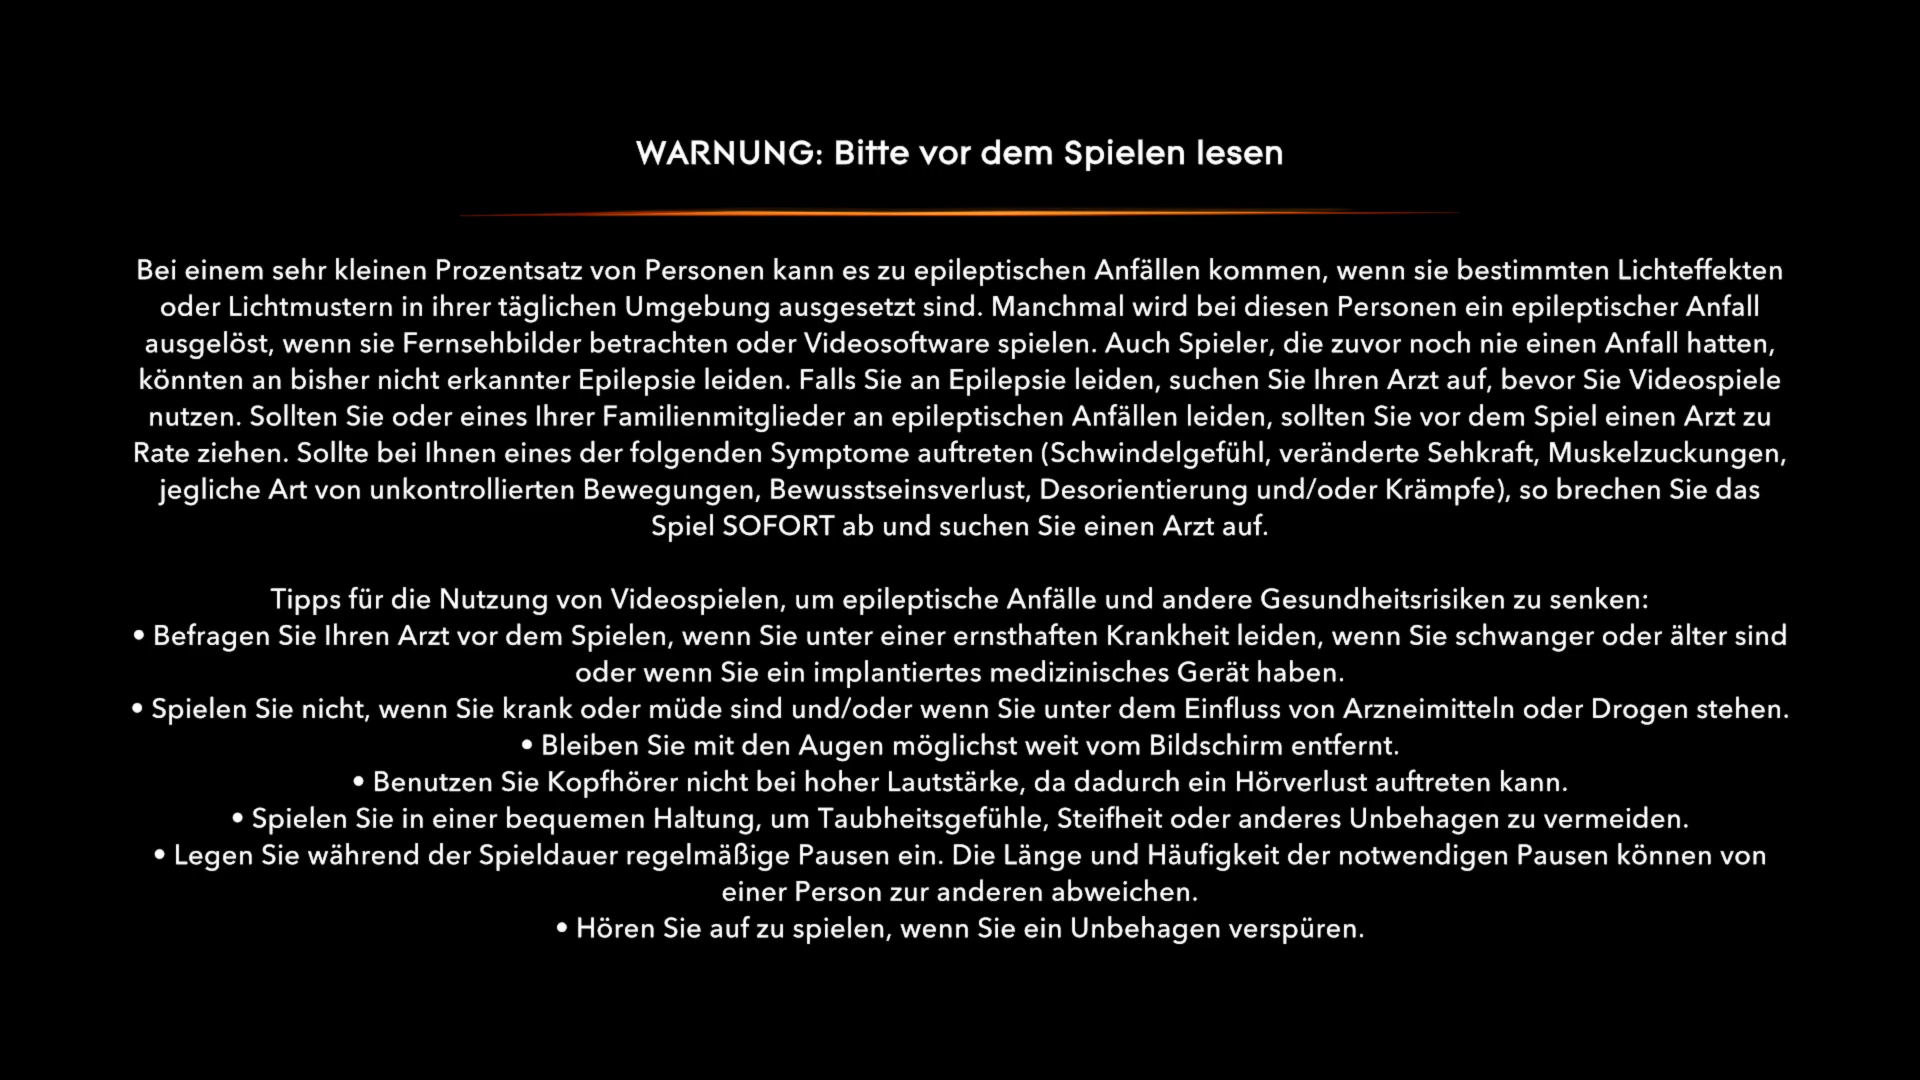 WARNUNG: Bitte vor dem Spielen lesen
Bei einem sehr kleinen Prozentsatz von Personen kann es zu epileptischen Anfällen kommen, wenn sie bestimmten Lichteffekten
oder Lichtmustern in ihrer täglichen Umgebung ausgesetzt sind. Manchmal wird bei diesen Personen ein epileptischer Anfall
ausgelöst, wenn sie Fernsehbilder betrachten oder Videosoftware spielen. Auch Spieler, die zuvor noch nie einen Anfall hatten,
könnten an bisher nicht erkannter Epilepsie leiden. Falls Sie an Epilepsie leiden, suchen Sie Ihren Arzt auf, bevor Sie Videospiele
nutzen. Sollten Sie oder eines Ihrer Familienmitglieder an epileptischen Anfällen leiden, sollten Sie vor dem Spiel einen Arzt zu
Rate ziehen. Sollte bei Ihnen eines der folgenden Symptome auftreten (Schwindelgefühl, veränderte Sehkraft, Muskelzuckungen,
jegliche Art von unkontrollierten Bewegungen, Bewusstseinsverlust, Desorientierung und/oder Krämpfe), so brechen Sie das
Spiel SOFORT ab und suchen Sie einen Arzt auf.
Tipps für die Nutzung von Videospielen, um epileptische Anfälle und andere Gesundheitsrisiken zu senken:
• Befragen Sie Ihren Arzt vor dem Spielen, wenn Sie unter einer ernsthaften Krankheit leiden, wenn Sie schwanger oder älter sind
oder wenn Sie ein implantiertes medizinisches Gerät haben.
• Spielen Sie nicht, wenn Sie krank oder müde sind und/oder wenn Sie unter dem Einfluss von Arzneimitteln oder Drogen stehen.
• Bleiben Sie mit den Augen möglichst weit vom Bildschirm entfernt.
• Benutzen Sie Kopfhörer nicht bei hoher Lautstärke, da dadurch ein Hörverlust auftreten kann.
• Spielen Sie in einer bequemen Haltung, um Taubheitsgefühle, Steifheit oder anderes Unbehagen zu vermeiden.
• Legen Sie während der Spieldauer regelmäßige Pausen ein. Die Länge und Häufigkeit der notwendigen Pausen können von
einer Person zur anderen abweichen.
• Hören Sie auf zu spielen, wenn Sie ein Unbehagen verspüren.